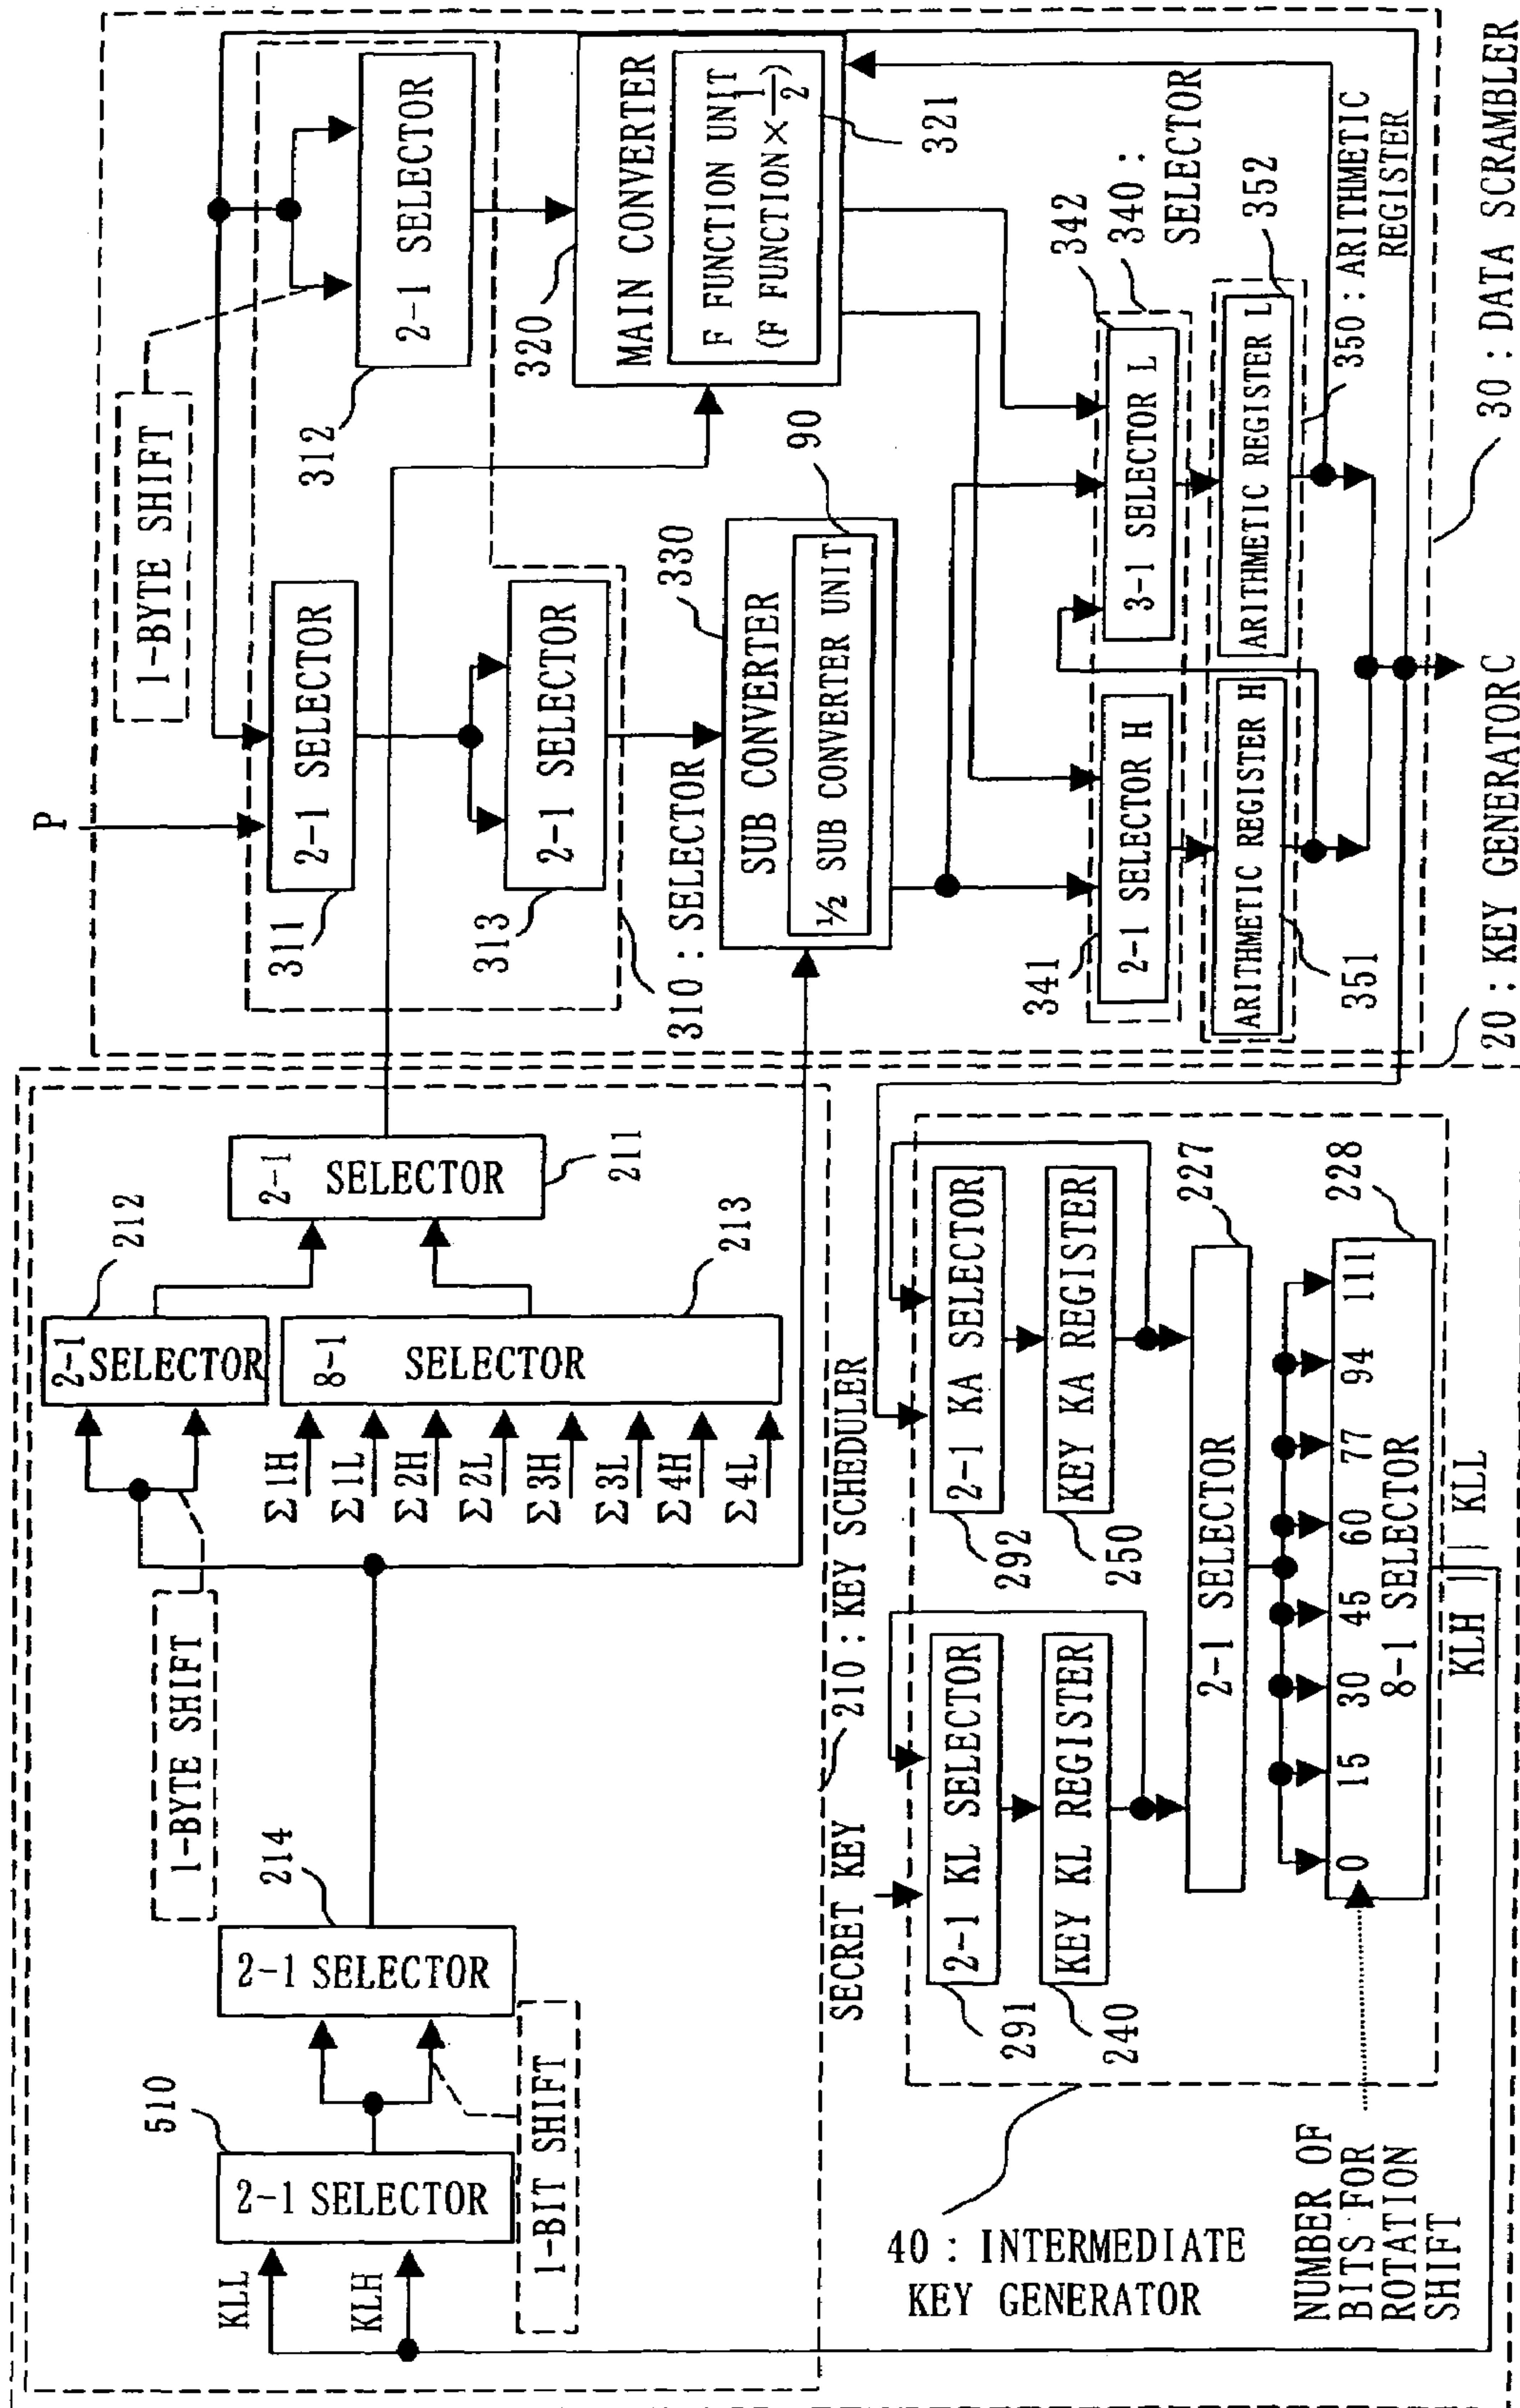 KLL
KLH
510
2-1 SELECTOR
1-BIT SHIFT
214
2-1 SELECTOR
1-BYTE SHIFT
212
2-1
SELECTOR
8-1
SELECTOR
213
Σ1H
Σ1L
Σ2H
Σ2L
Σ3H
Σ3L
Σ4H
Σ4L
2-1
SELECTOR
211
210 : KEY SCHEDULER
SECRET KEY
2-1 KL SELECTOR
291
KEY KL REGISTER
240
2-1 KA SELECTOR
292
KEY KA REGISTER
250
2-1 SELECTOR
227
0 15 30 45 60 77 94 111
8-1 SELECTOR
228
KLH || KLL
40 : INTERMEDIATE
KEY GENERATOR
NUMBER OF
BITS FOR
ROTATION
SHIFT
20 : KEY GENERATOR
P
1-BYTE SHIFT
2-1 SELECTOR
311
2-1 SELECTOR
312
2-1 SELECTOR
313
310 : SELECTOR
MAIN CONVERTER
320
F FUNCTION UNIT
(F FUNCTION×1/2)
321
SUB CONVERTER
330
½ SUB CONVERTER UNIT
90
2-1 SELECTOR H
341
3-1 SELECTOR L
342
340 :
SELECTOR
ARITHMETIC REGISTER H
351
ARITHMETIC REGISTER L
352
350 : ARITHMETIC
REGISTER
C
30 : DATA SCRAMBLER